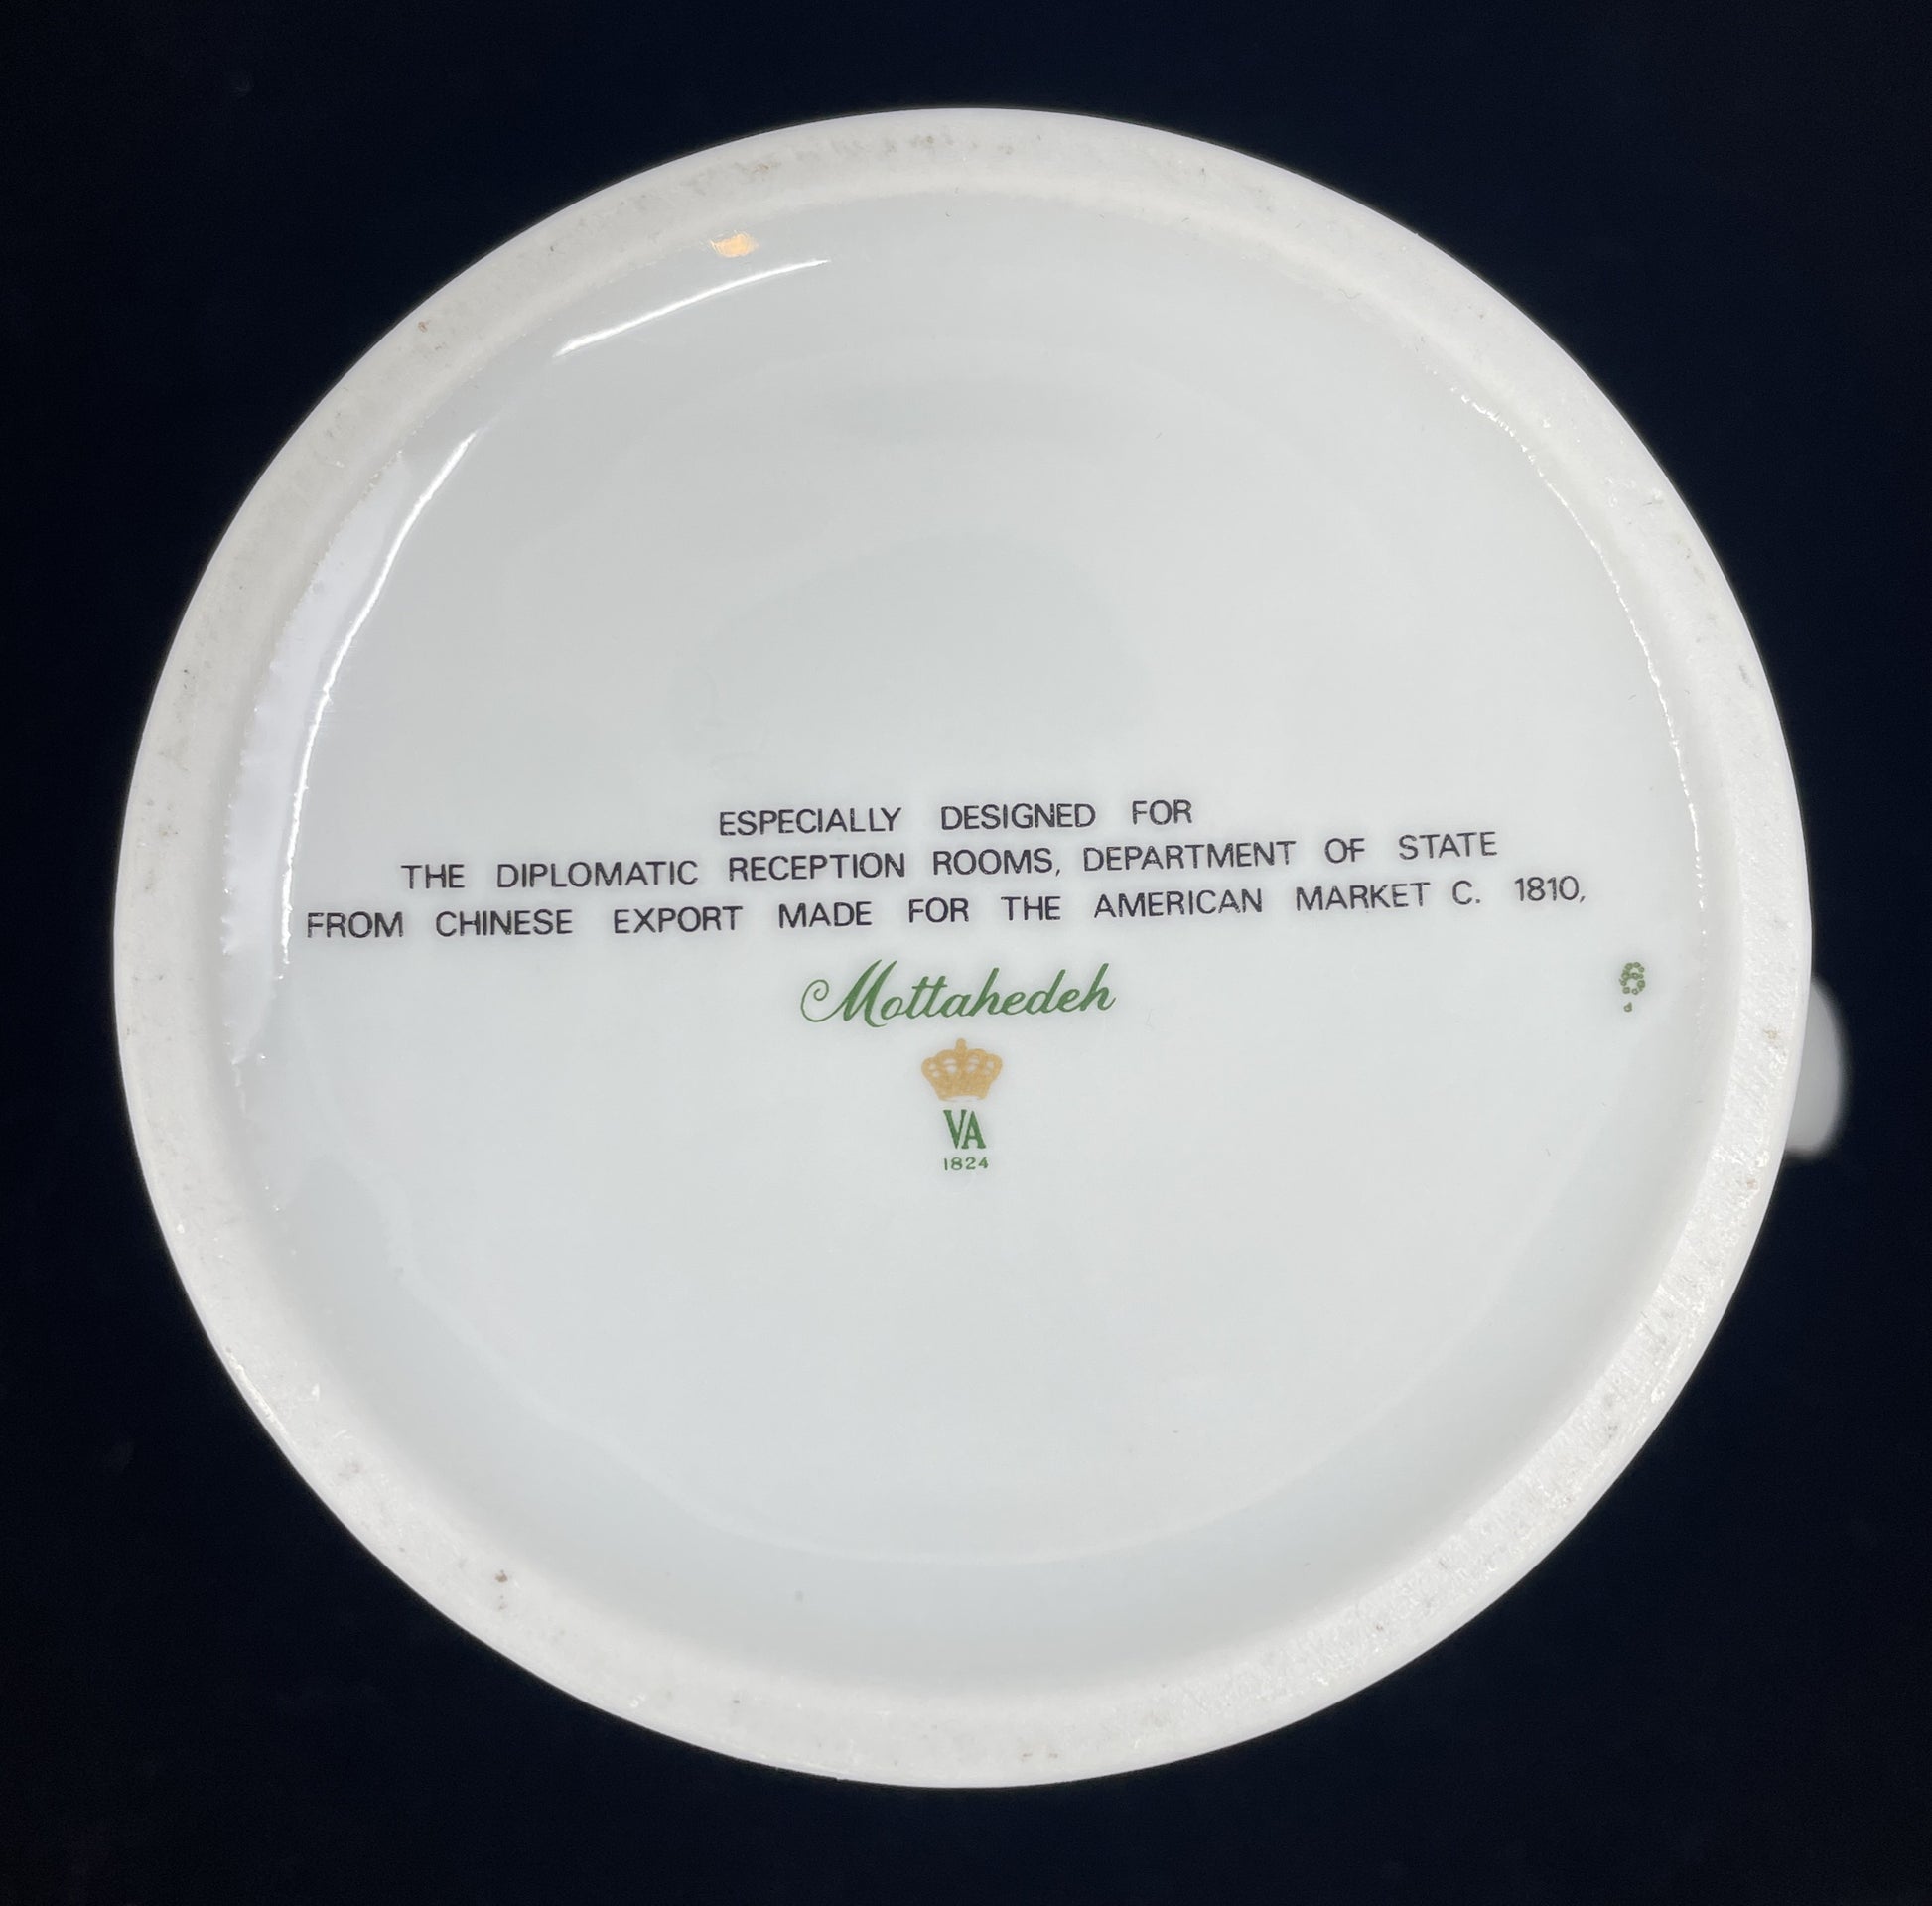 ESPECIALLY DESIGNED FOR
THE DIPLOMATIC RECEPTION ROOMS, DEPARTMENT OF STATE
FROM CHINESE EXPORT MADE FOR THE AMERICAN MARKET C. 1810,
Mottahedeh
VA
1824